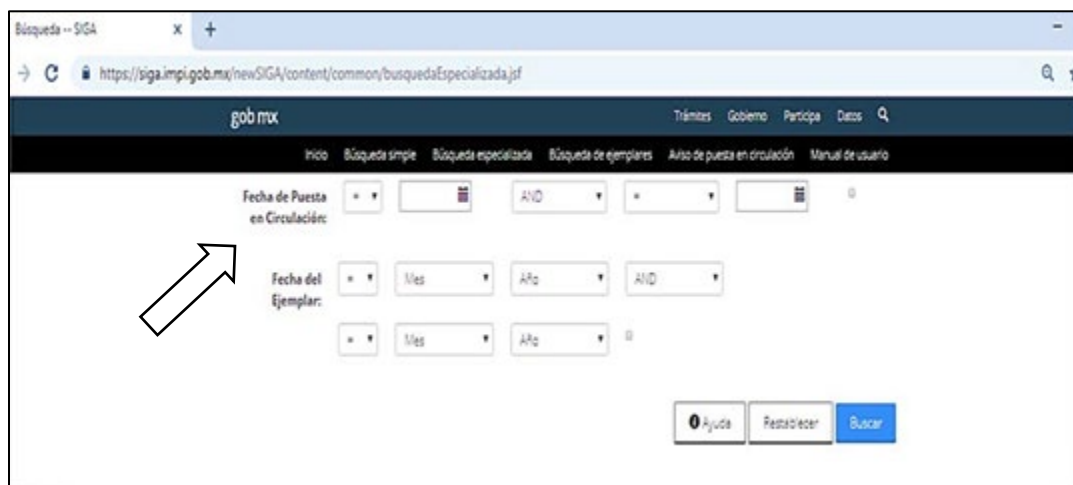 Búsqueda -- SIGA x +
https://siga.impi.gob.mx/newSIGA/content/common/busquedaEspecializada.jsf
gob mx Trámites Gobierno Participa Datos
Inicio Búsqueda simple Búsqueda especializada Búsqueda de ejemplares Aviso de puesta en circulación Manual de usuario
Fecha de Puesta = AND =
en Circulación:
Fecha del = Mes Año AND
Ejemplar:
= Mes Año
Ayuda Restablecer Buscar